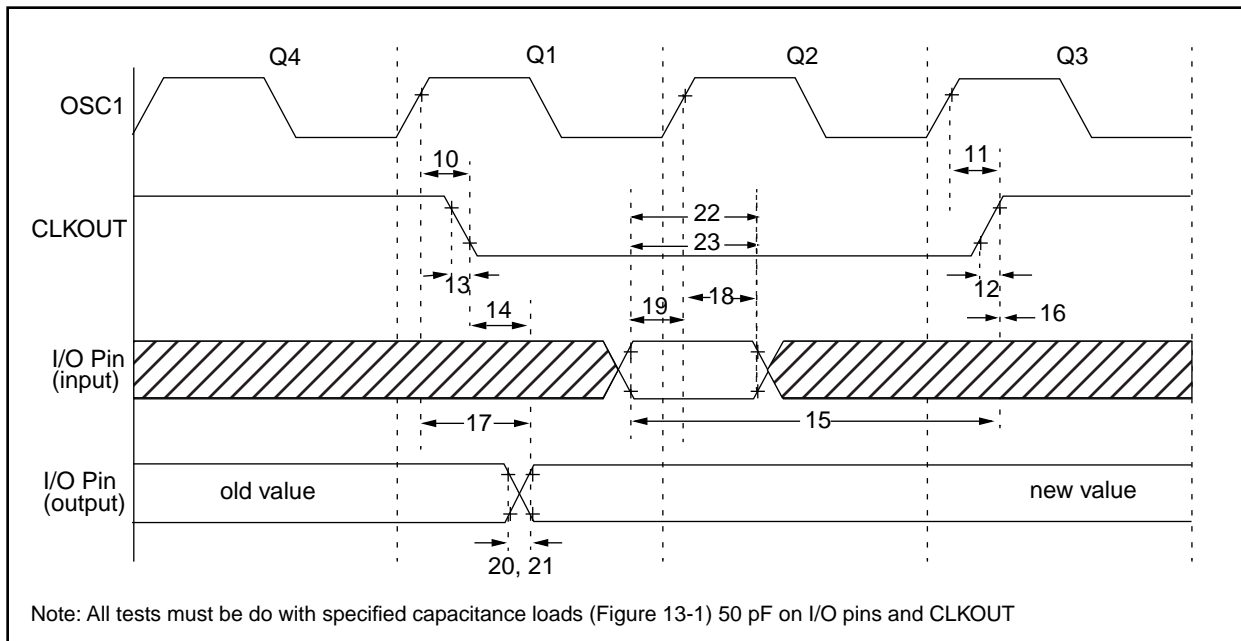 Q4 Q1 Q2 Q3
OSC1
10 11
22
CLKOUT
23
13 12
18
14 19 16
I/O Pin
(input)
17 15
I/O Pin
(output)
old value new value
20, 21
Note: All tests must be do with specified capacitance loads (Figure 13-1) 50 pF on I/O pins and CLKOUT